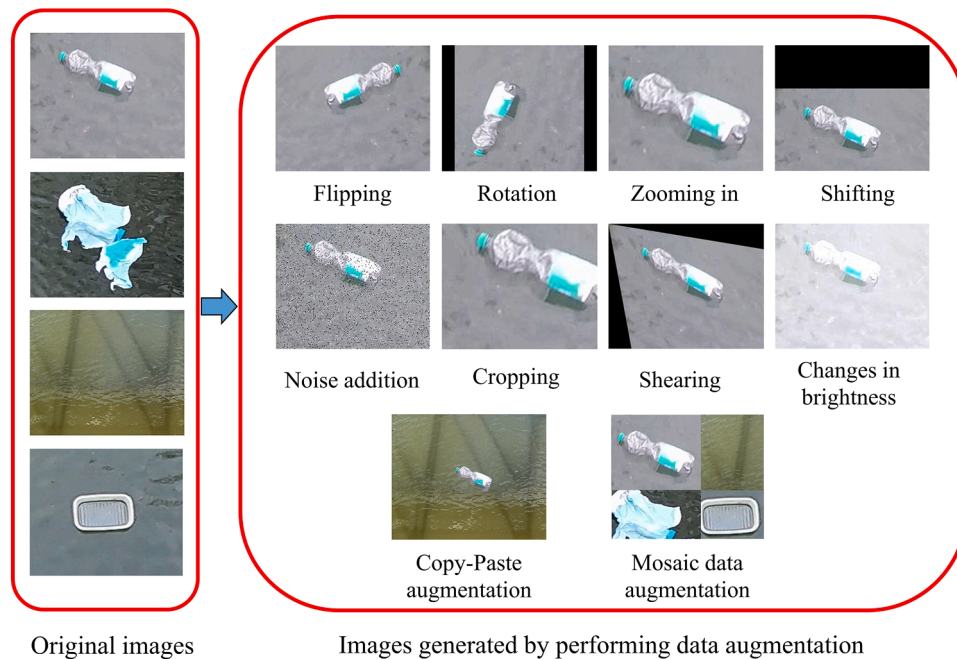 Flipping
Rotation
Zooming in
Shifting
Noise addition
Cropping
Shearing
Changes in
brightness
Copy-Paste
augmentation
Mosaic data
augmentation
Original images
Images generated by performing data augmentation